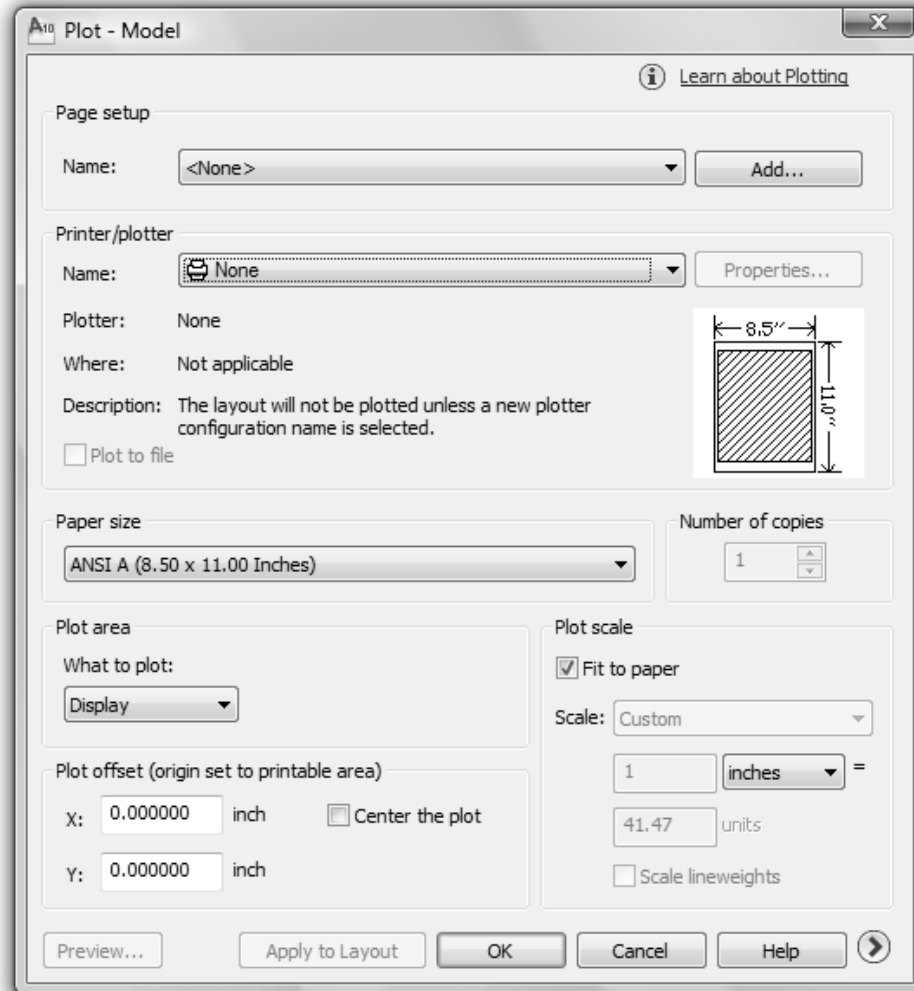 A10 Plot - Model
X
i Learn about Plotting
Page setup
Name: <None> Add...
Printer/plotter
Name: None Properties...
Plotter: None
Where: Not applicable
Description: The layout will not be plotted unless a new plotter
configuration name is selected.
Plot to file
8.5''
11.0''
Paper size
ANSI A (8.50 x 11.00 Inches)
Number of copies
1
Plot area
What to plot:
Display
Plot offset (origin set to printable area)
X: 0.000000 inch Center the plot
Y: 0.000000 inch
Plot scale
Fit to paper
Scale: Custom
1 inches =
41.47 units
Scale lineweights
Preview... Apply to Layout OK Cancel Help